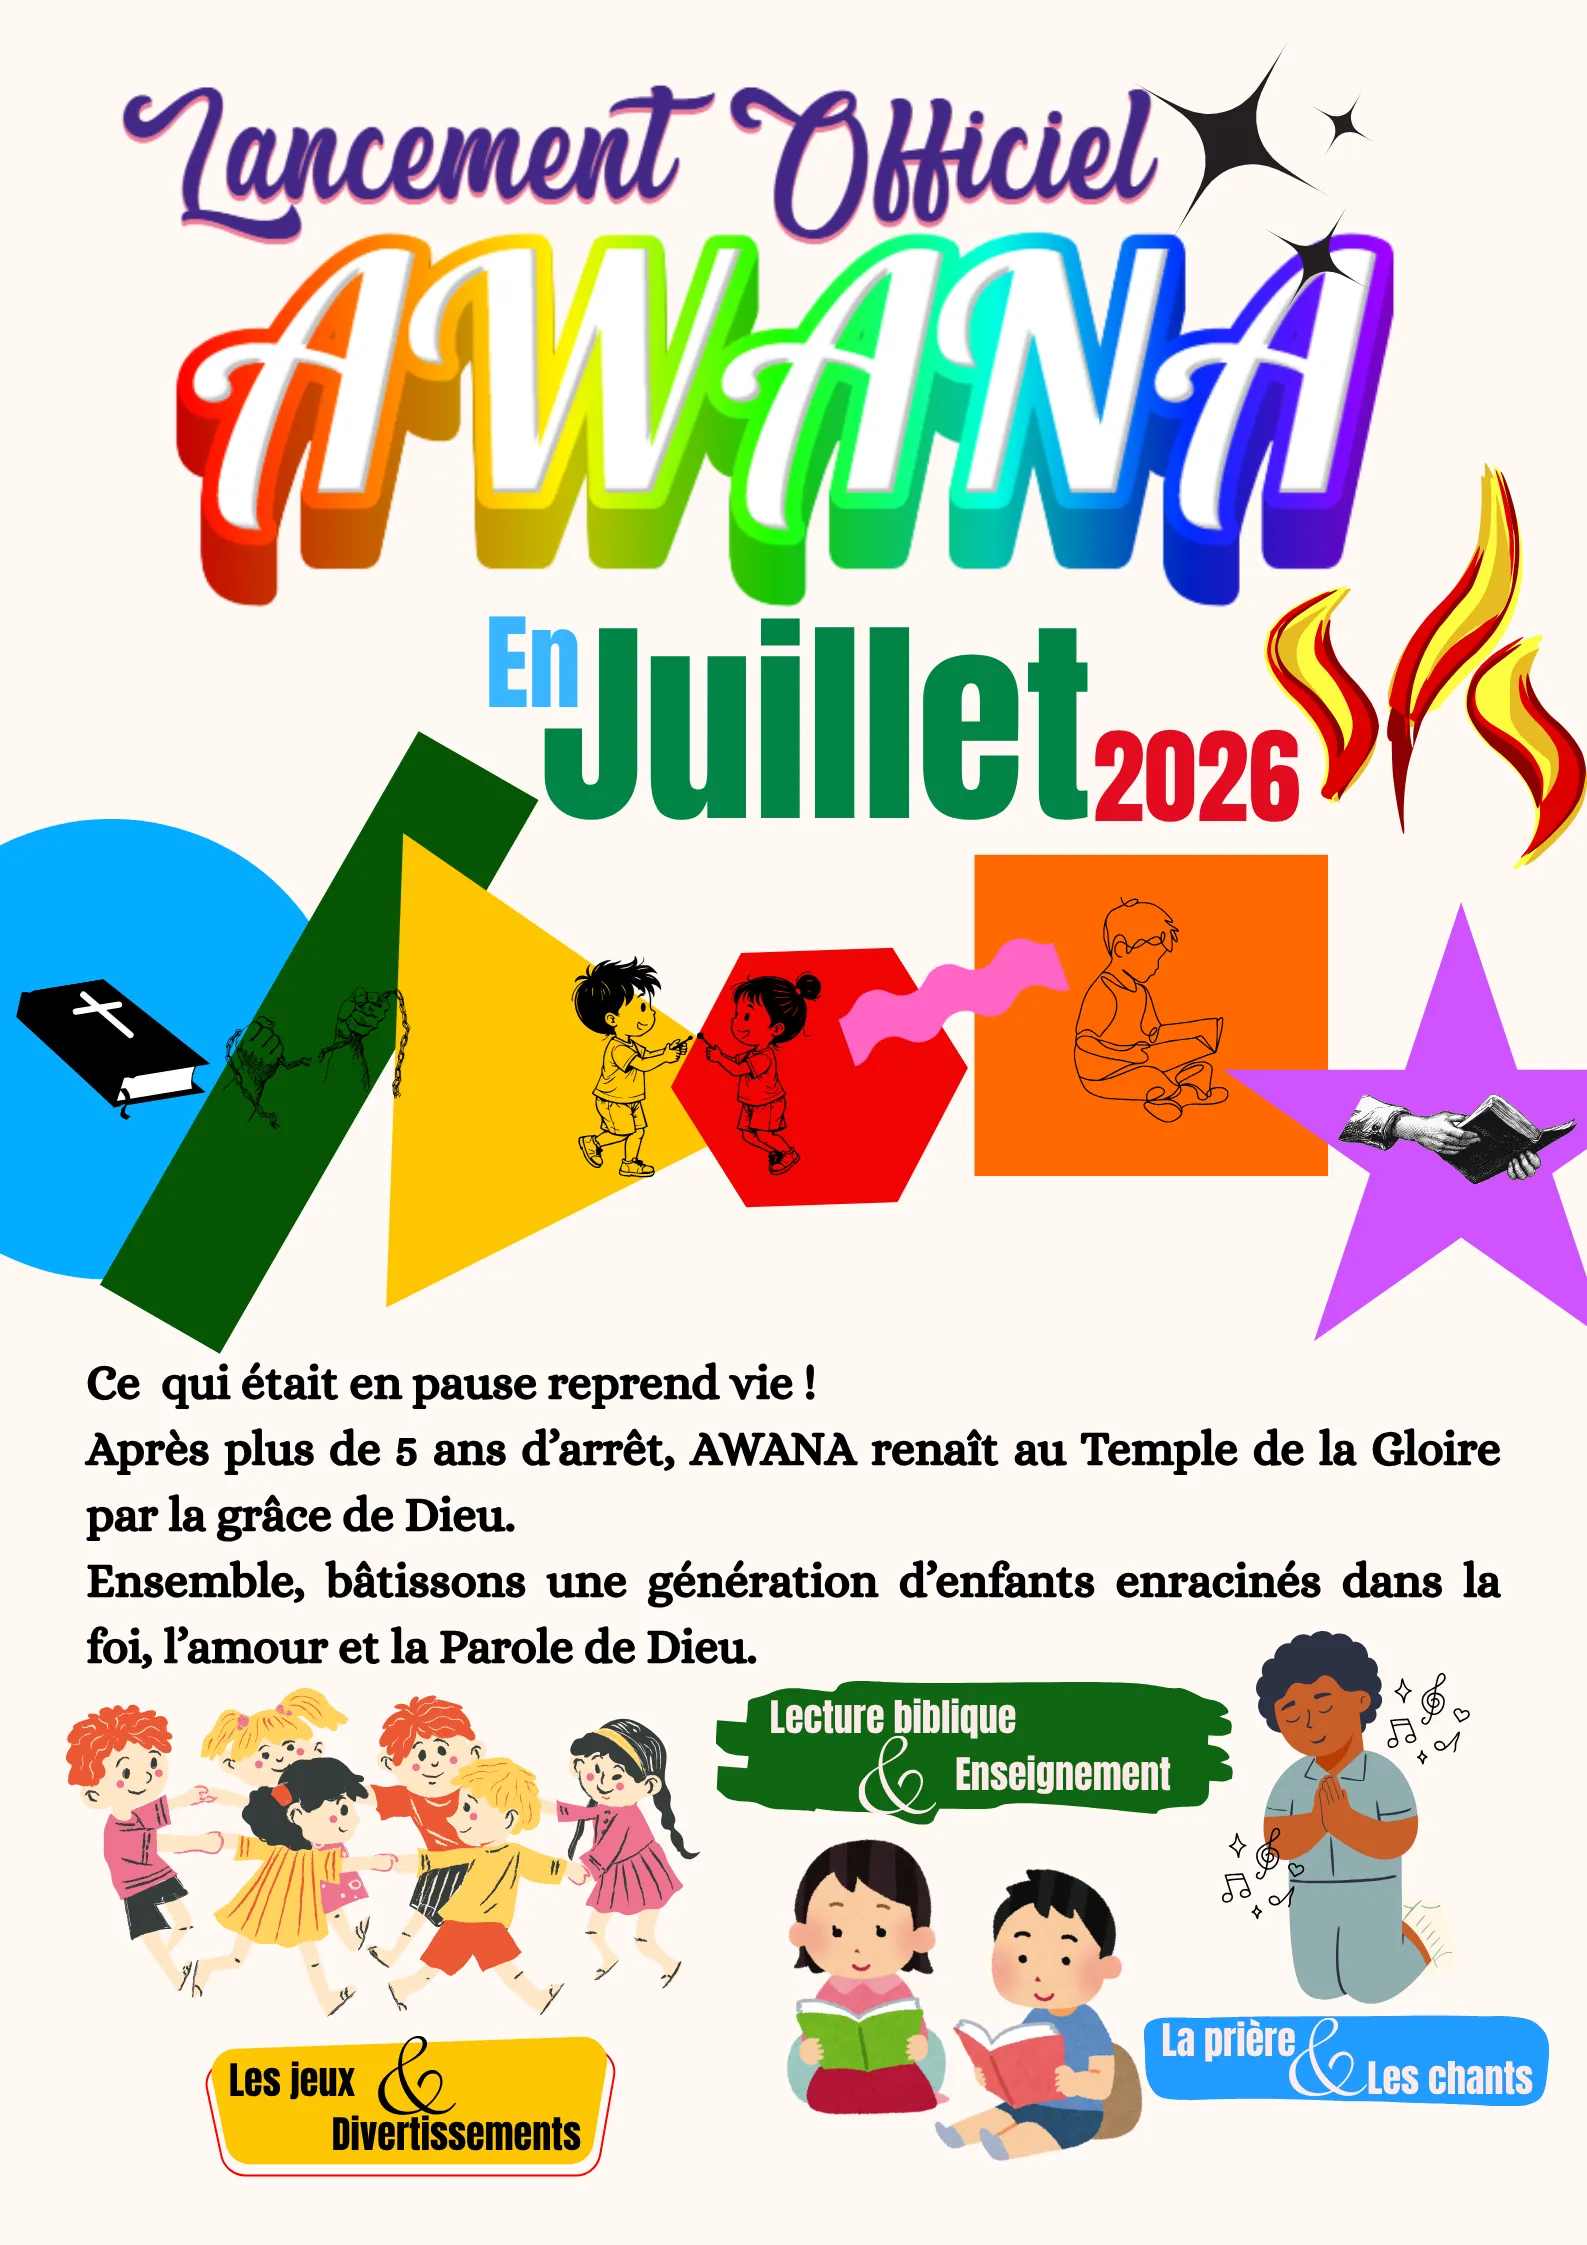 Lancement Officiel
AWANA
En Juillet 2026
Ce qui était en pause reprend vie !
Après plus de 5 ans d’arrêt, AWANA renaît au Temple de la Gloire
par la grâce de Dieu.
Ensemble, bâtissons une génération d’enfants enracinés dans la
foi, l’amour et la Parole de Dieu.
Lecture biblique
& Enseignement
Les jeux &
Divertissements
La prière &
Les chants